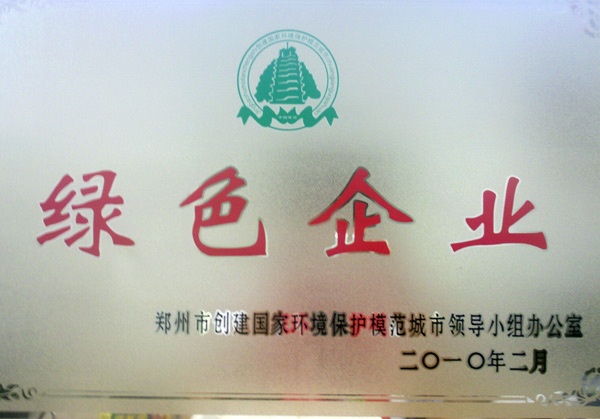 绿色企业
郑州市创建国家环境保护模范城市领导小组办公室
二〇一〇年二月